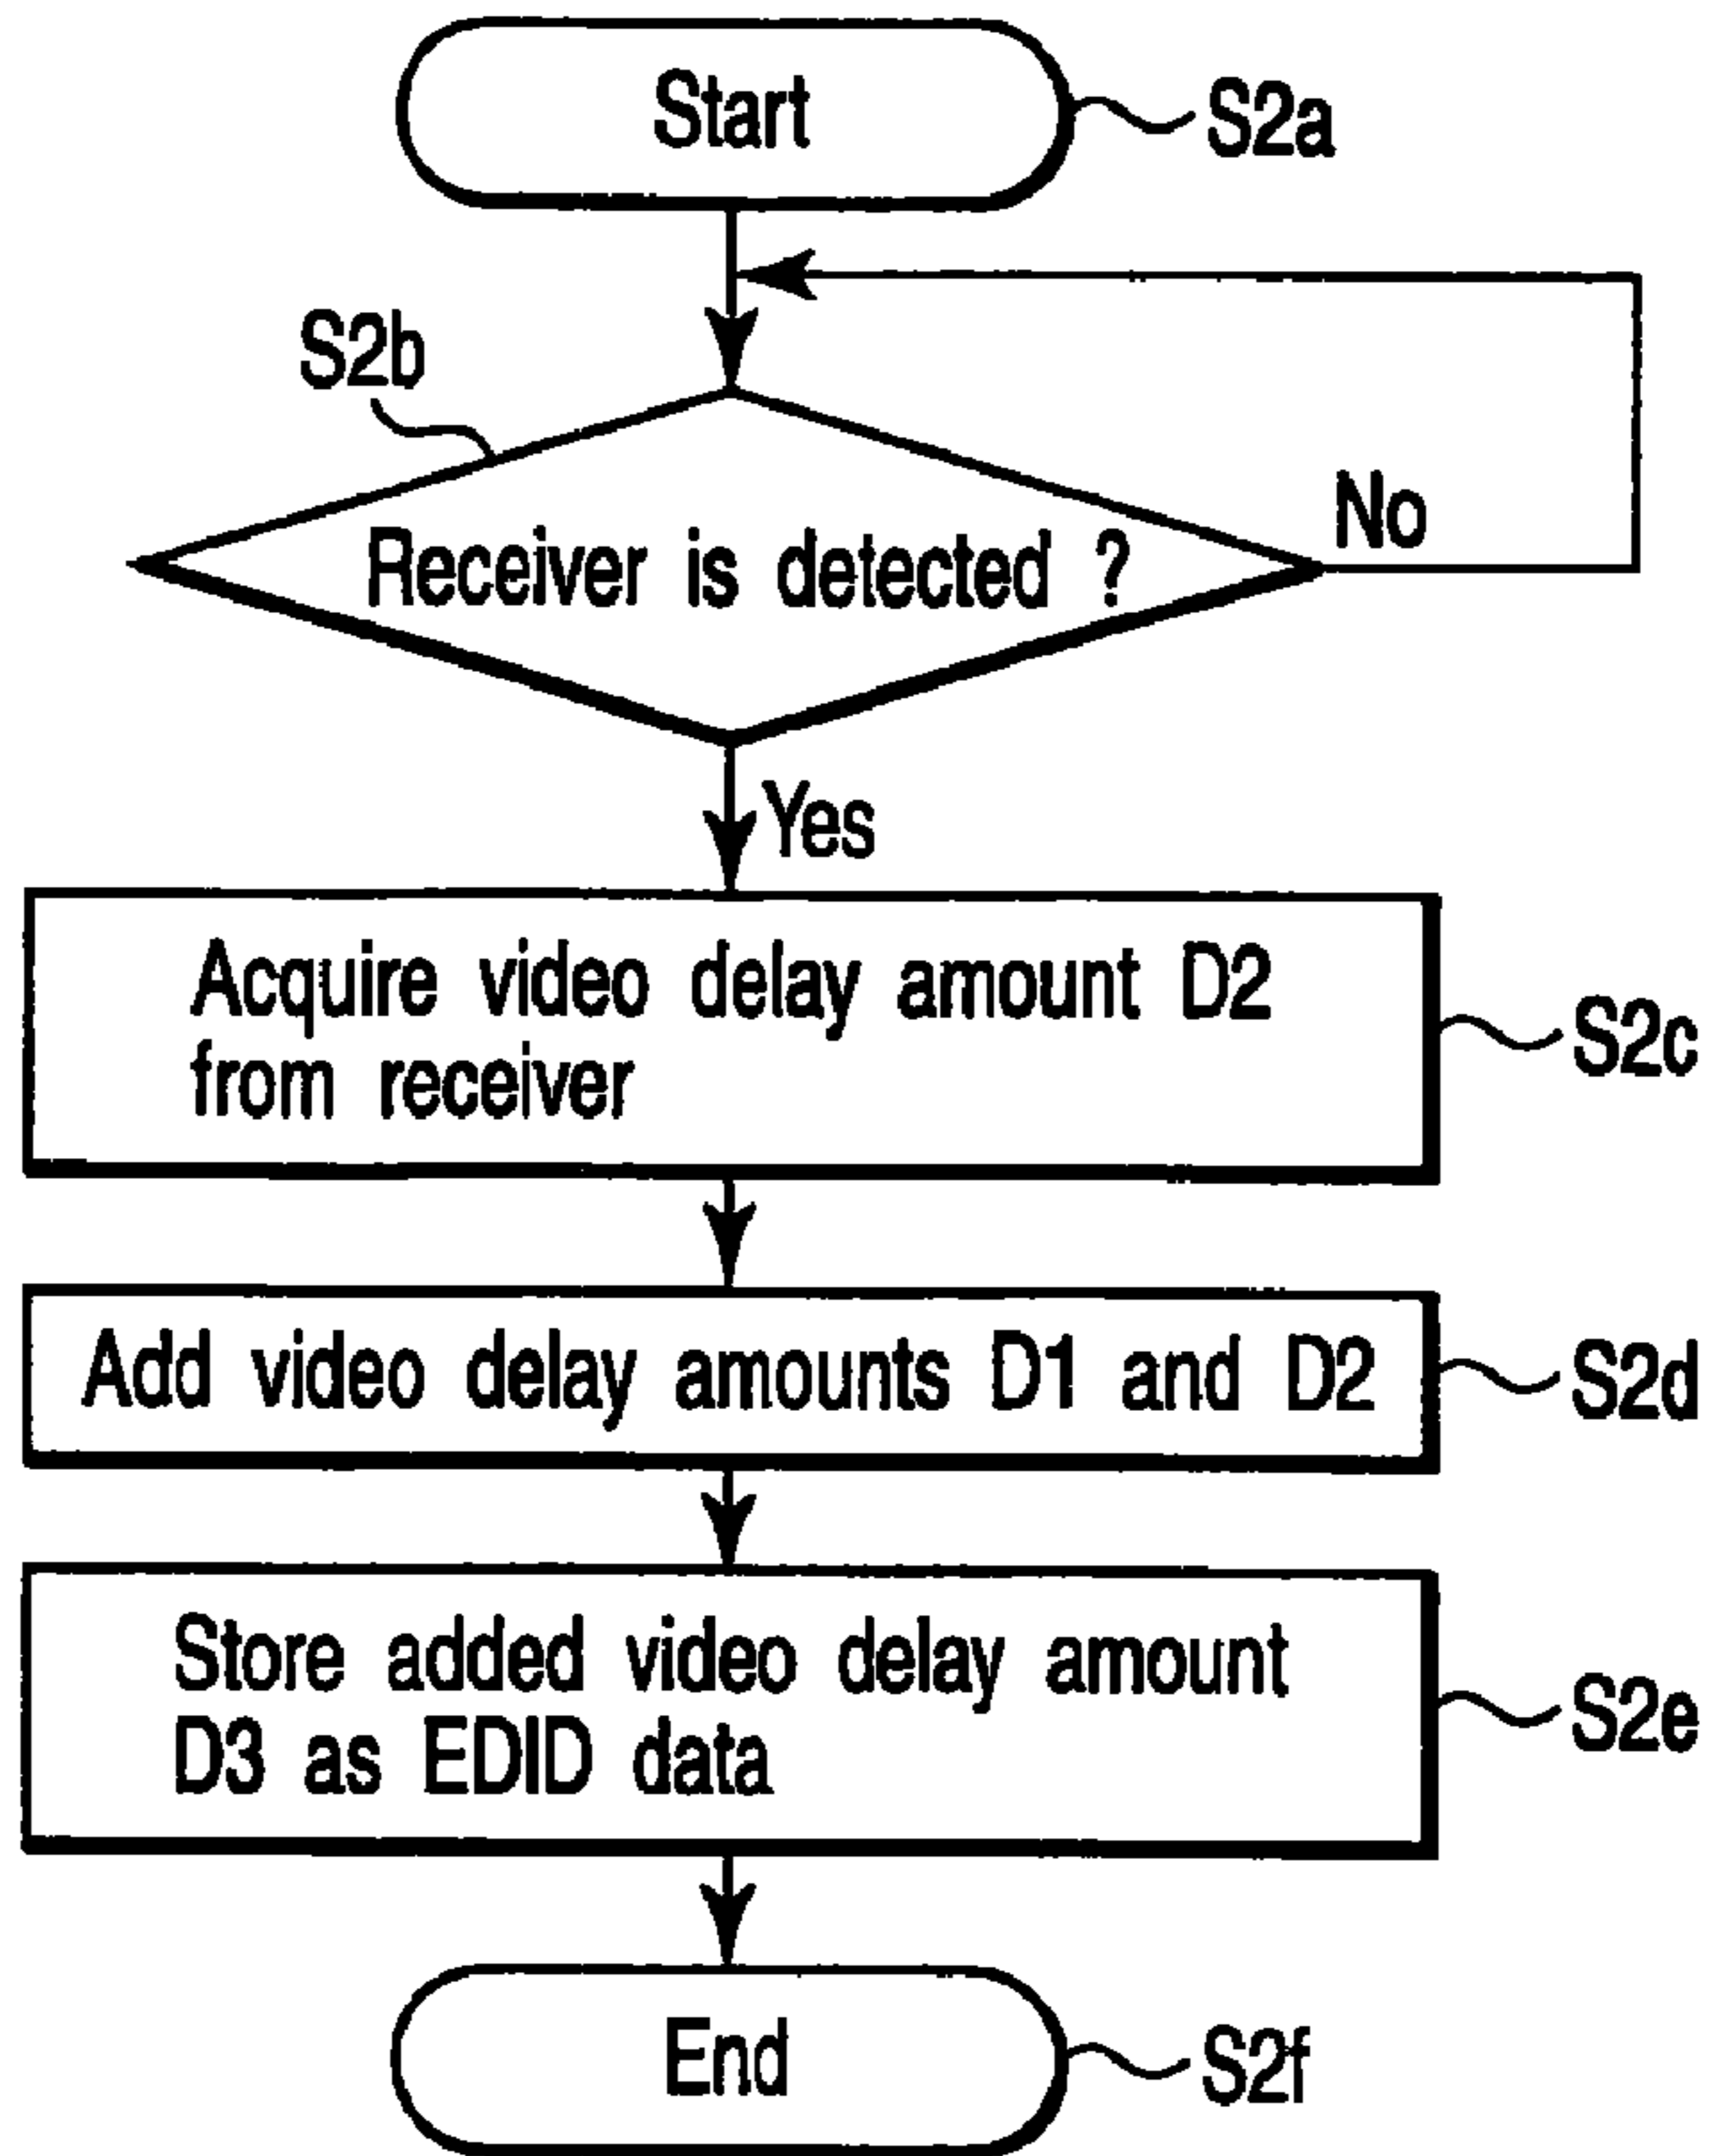 Start
S2a
S2b
Receiver is detected ?
No
Yes
Acquire video delay amount D2
from receiver
S2c
Add video delay amounts D1 and D2
S2d
Store added video delay amount
D3 as EDID data
S2e
End
S2f